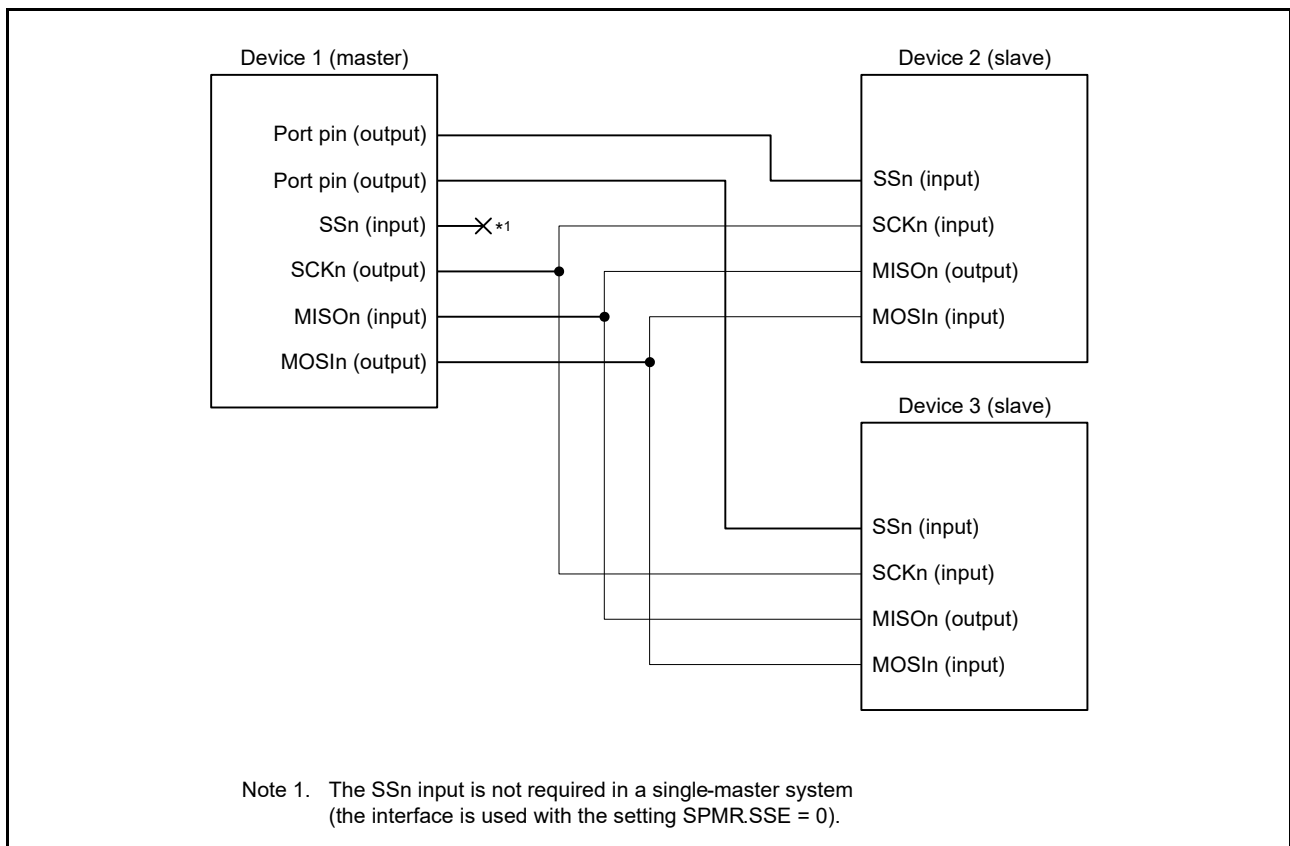 Device 1 (master)
Port pin (output)
Port pin (output)
SSn (input)
*1
SCKn (output)
MISOn (input)
MOSIn (output)
Device 2 (slave)
SSn (input)
SCKn (input)
MISOn (output)
MOSIn (input)
Device 3 (slave)
SSn (input)
SCKn (input)
MISOn (output)
MOSIn (input)
Note 1. The SSn input is not required in a single-master system
(the interface is used with the setting SPMR.SSE = 0).